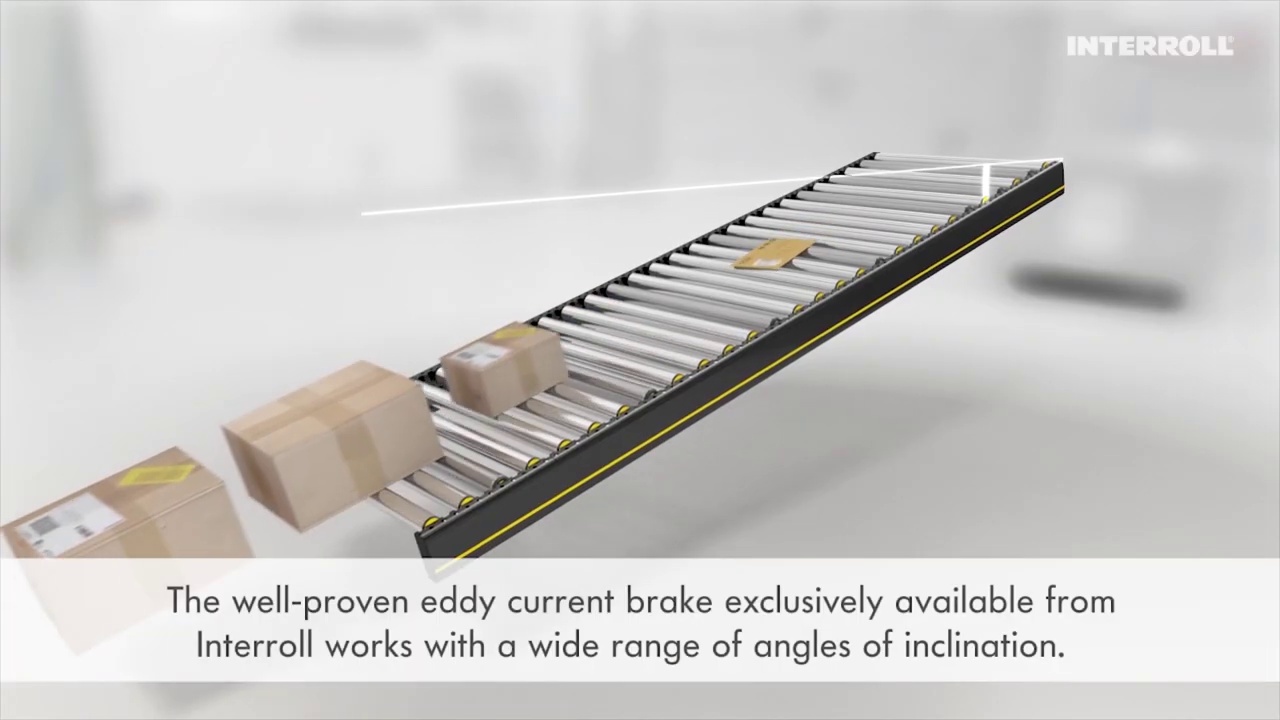 INTERROLL
The well-proven eddy current brake exclusively available from
Interroll works with a wide range of angles of inclination.